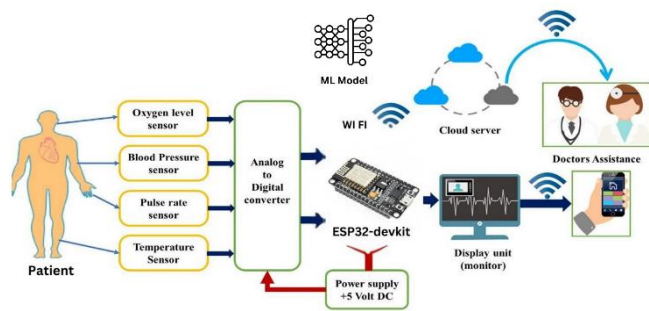 ML Model
WI FI
Cloud server
Doctors Assistance
Oxygen level
sensor
Blood Pressure
sensor
Pulse rate
sensor
Temperature
Sensor
Patient
Analog
to
Digital
converter
ESP32-devkit
Power supply
+5 Volt DC
Display unit
(monitor)